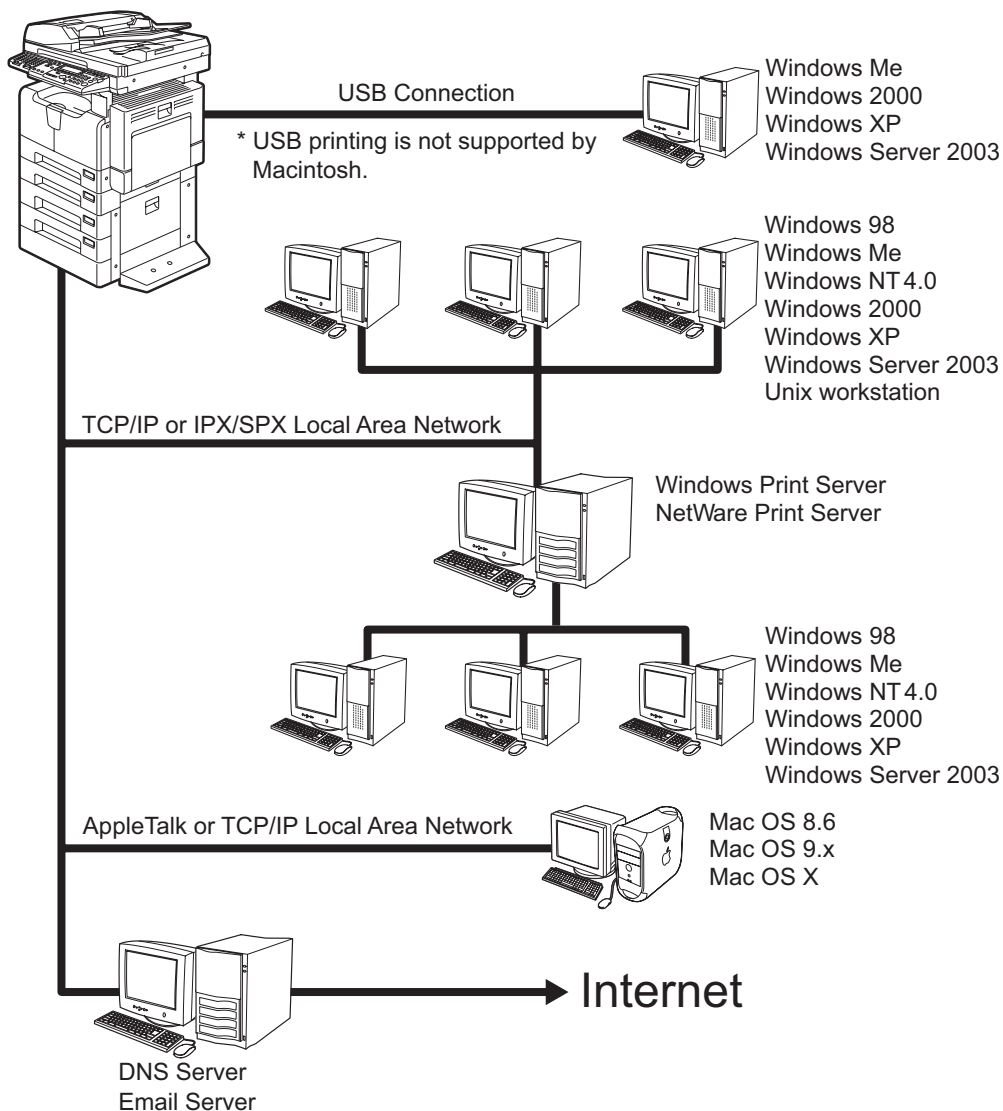 USB Connection
* USB printing is not supported by
Macintosh.
Windows Me
Windows 2000
Windows XP
Windows Server 2003
Windows 98
Windows Me
Windows NT 4.0
Windows 2000
Windows XP
Windows Server 2003
Unix workstation
TCP/IP or IPX/SPX Local Area Network
Windows Print Server
NetWare Print Server
Windows 98
Windows Me
Windows NT 4.0
Windows 2000
Windows XP
Windows Server 2003
AppleTalk or TCP/IP Local Area Network
Mac OS 8.6
Mac OS 9.x
Mac OS X
Internet
DNS Server
Email Server